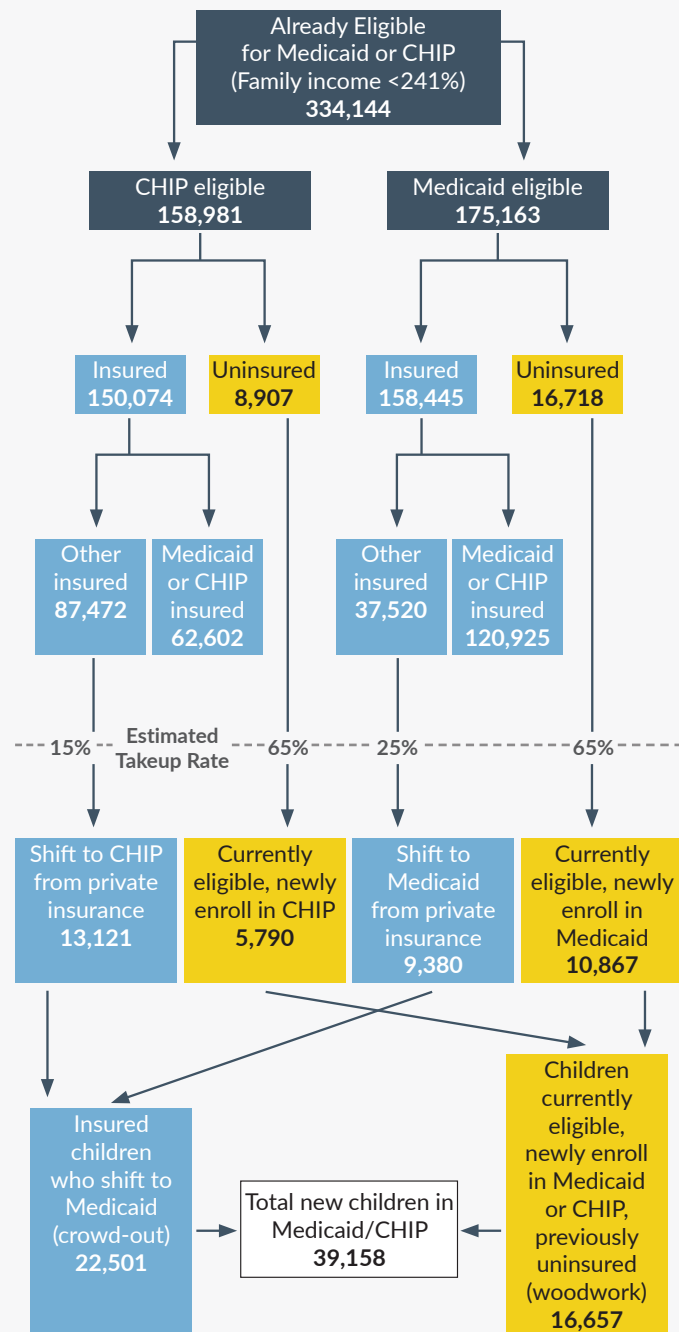 Already Eligible
for Medicaid or CHIP
(Family income <241%)
334,144
CHIP eligible
158,981
Medicaid eligible
175,163
Insured
150,074
Uninsured
8,907
Insured
158,445
Uninsured
16,718
Other
insured
87,472
Medicaid
or CHIP
insured
62,602
Other
insured
37,520
Medicaid
or CHIP
insured
120,925
15%
Estimated
Takeup Rate
65%
25%
65%
Shift to CHIP
from private
insurance
13,121
Currently
eligible, newly
enroll in CHIP
5,790
Shift to
Medicaid
from private
insurance
9,380
Currently
eligible, newly
enroll in
Medicaid
10,867
Insured
children
who shift to
Medicaid
(crowd-out)
22,501
Total new children in
Medicaid/CHIP
39,158
Children
currently
eligible,
newly enroll
in Medicaid
or CHIP,
previously
uninsured
(woodwork)
16,657